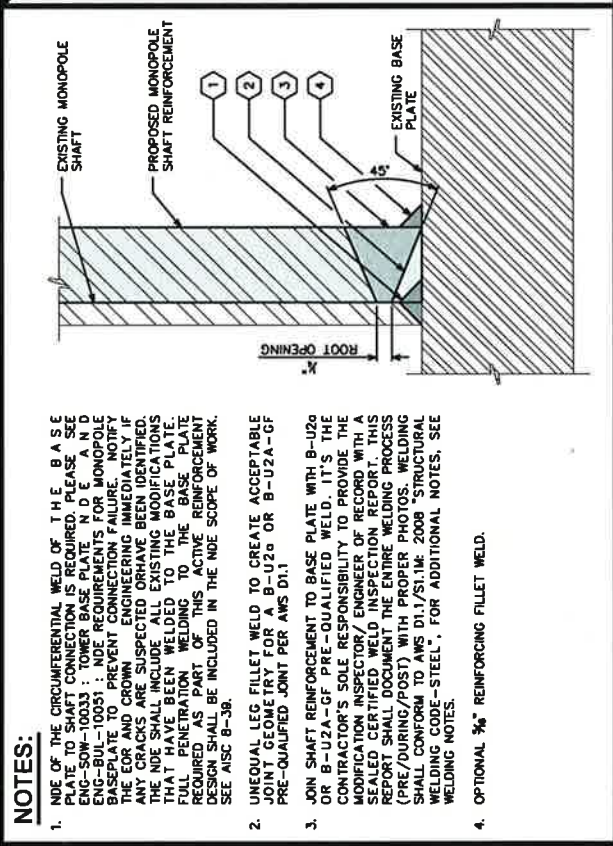 NOTES:
1. NDE OF THE CIRCUMFERENTIAL WELD OF THE BASE
PLATE TO SHAFT CONNECTION IS REQUIRED. PLEASE SEE
ENG-SOW-10033 : TOWER BASE PLATE NDE AND
ENG-BUL-10051 : NDE REQUIREMENTS FOR MONOPOLE
BASEPLATE TO PREVENT CONNECTION FAILURE. NOTIFY
THE EOR AND CROWN ENGINEERING IMMEDIATELY IF
ANY CRACKS ARE SUSPECTED ORHAVE BEEN IDENTIFIED.
THE NDE SHALL INCLUDE ALL EXISTING MODIFICATIONS
THAT HAVE BEEN WELDED TO THE BASE PLATE.
FULL PENETRATION WELDING TO THE BASE PLATE
REQUIRED AS PART OF THIS ACTIVE REINFORCEMENT
DESIGN SHALL BE INCLUDED IN THE NDE SCOPE OF WORK.
SEE AISC 8-39.
2. UNEQUAL LEG FILLET WELD TO CREATE ACCEPTABLE
JOINT GEOMETRY FOR A B-U2a OR B-U2A-GF
PRE-QUALIFIED JOINT PER AWS D1.1
3. JOIN SHAFT REINFORCEMENT TO BASE PLATE WITH B-U2a
OR B-U2A-GF PRE-QUALIFIED WELD. IT'S THE
CONTRACTOR'S SOLE RESPONSIBILITY TO PROVIDE THE
MODIFICATION INSPECTOR/ ENGINEER OF RECORD WITH A
SEALED CERTIFIED WELD INSPECTION REPORT. THIS
REPORT SHALL DOCUMENT THE ENTIRE WELDING PROCESS
(PRE/DURING/POST) WITH PROPER PHOTOS. WELDING
SHALL CONFORM TO AWS D1.1/S1.1M: 2008 "STRUCTURAL
WELDING CODE-STEEL". FOR ADDITIONAL NOTES, SEE
WELDING NOTES.
4. OPTIONAL REINFORCING FILLET WELD.
EXISTING MONOPOLE
SHAFT
PROPOSED MONOPOLE
SHAFT REINFORCEMENT
1
2
3
4
EXISTING BASE
PLATE
45°
ROOT OPENING